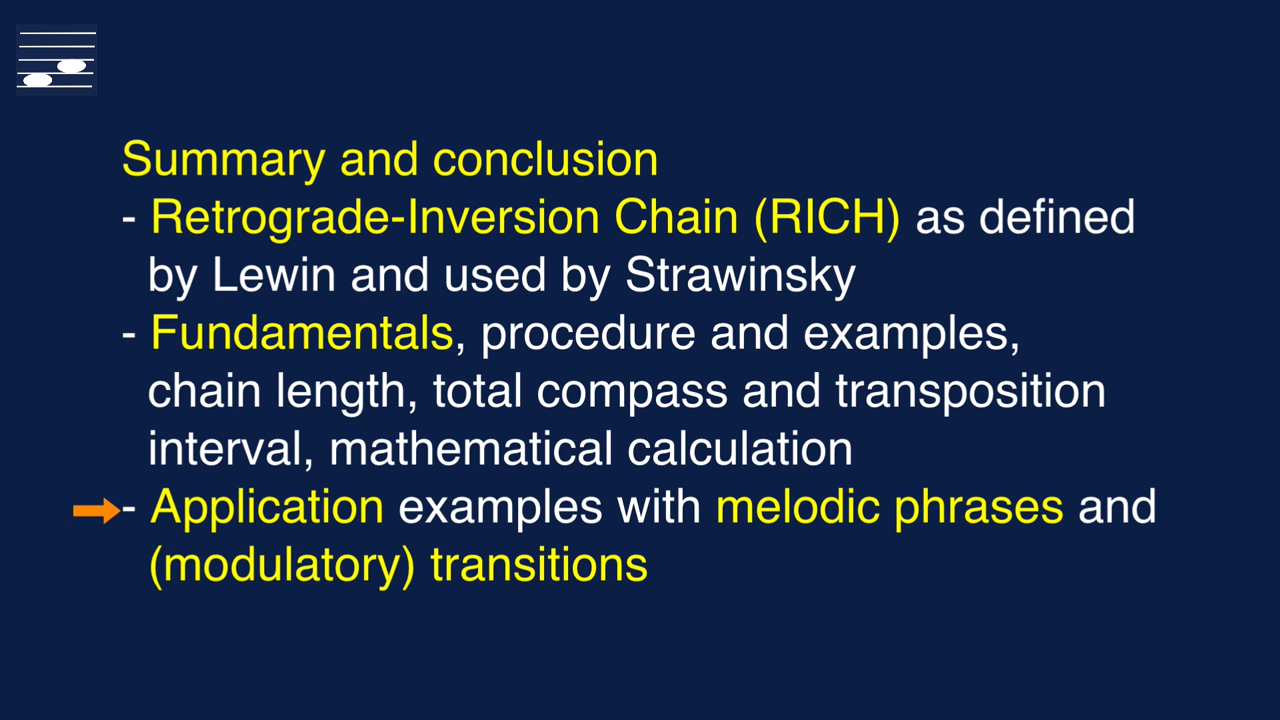 Summary and conclusion
- Retrograde-Inversion Chain (RICH) as defined
by Lewin and used by Strawinsky
- Fundamentals, procedure and examples,
chain length, total compass and transposition
interval, mathematical calculation
- Application examples with melodic phrases and
(modulatory) transitions